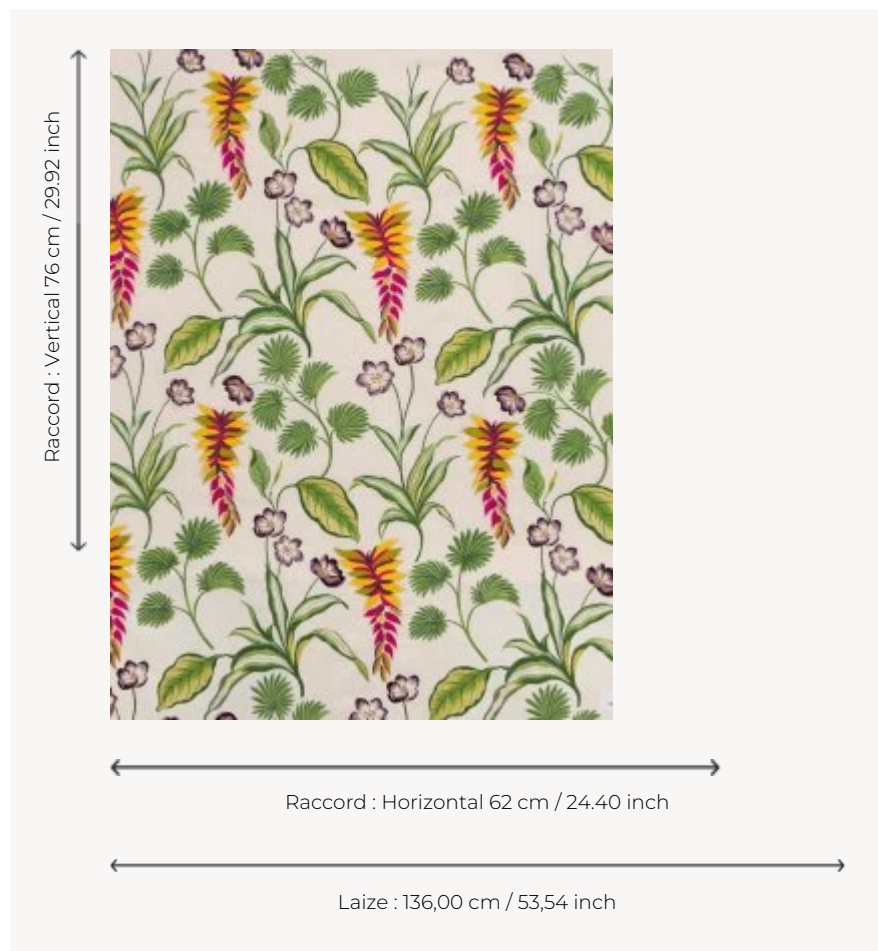 Raccord : Vertical 76 cm / 29.92 inch
Raccord : Horizontal 62 cm / 24.40 inch
Laize : 136,00 cm / 53,54 inch